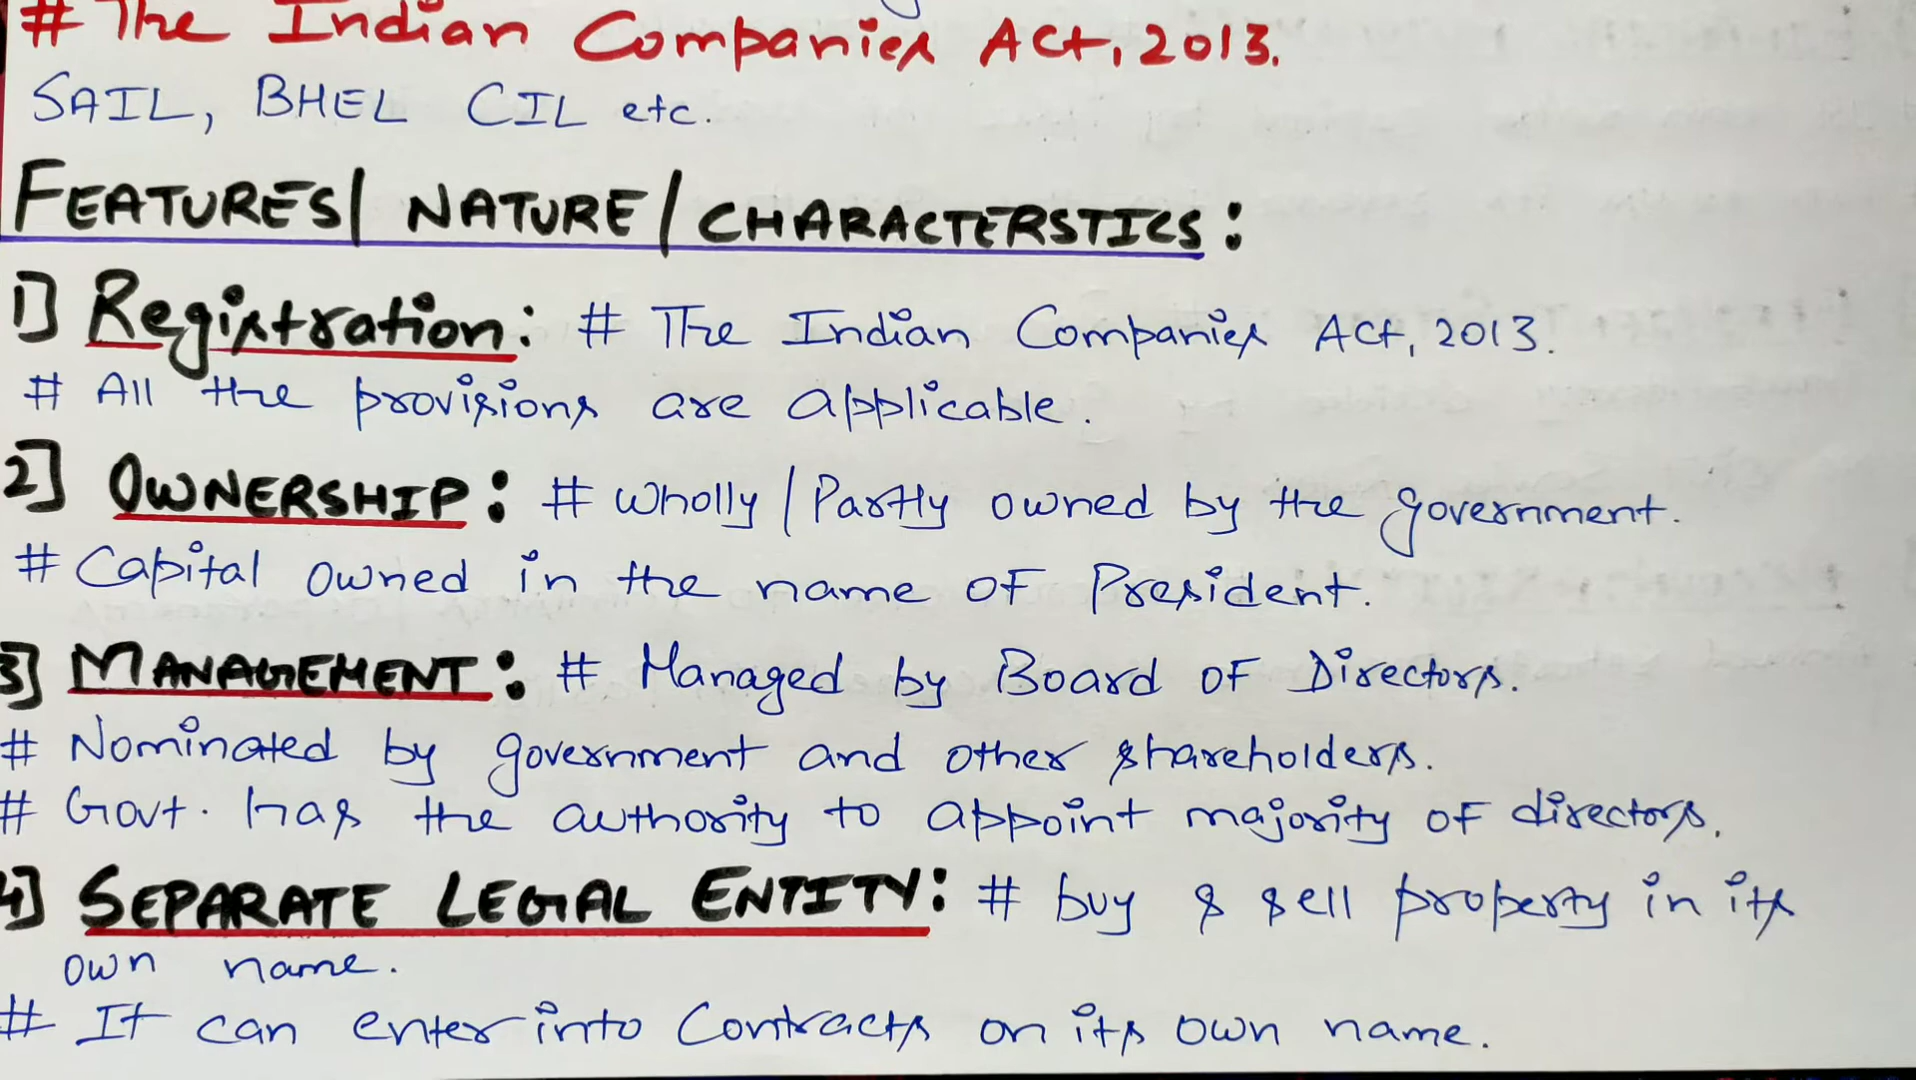 # The Indian Companies Act, 2013.
SAIL, BHEL CIL etc.
FEATURES/ NATURE / CHARACTERSTICS:
1] Registration: # The Indian Companies Act, 2013.
# All the provisions are applicable.
2] OWNERSHIP: # Wholly / Partly owned by the government.
# Capital owned in the name of President.
3] MANAGEMENT: # Managed by Board of Directors.
# Nominated by government and other shareholders.
# Govt. has the authority to appoint majority of directors.
4] SEPARATE LEGAL ENTITY: # buy & sell property in its
own name.
# It can enter into Contracts on its own name.